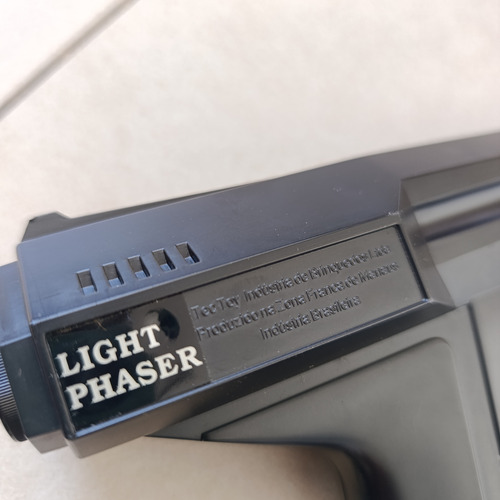 LIGHT
PHASER
Tec Toy Indústria de Brinquedos Ltda
Produzido na Zona Franca de Manaus
Indústria Brasileira